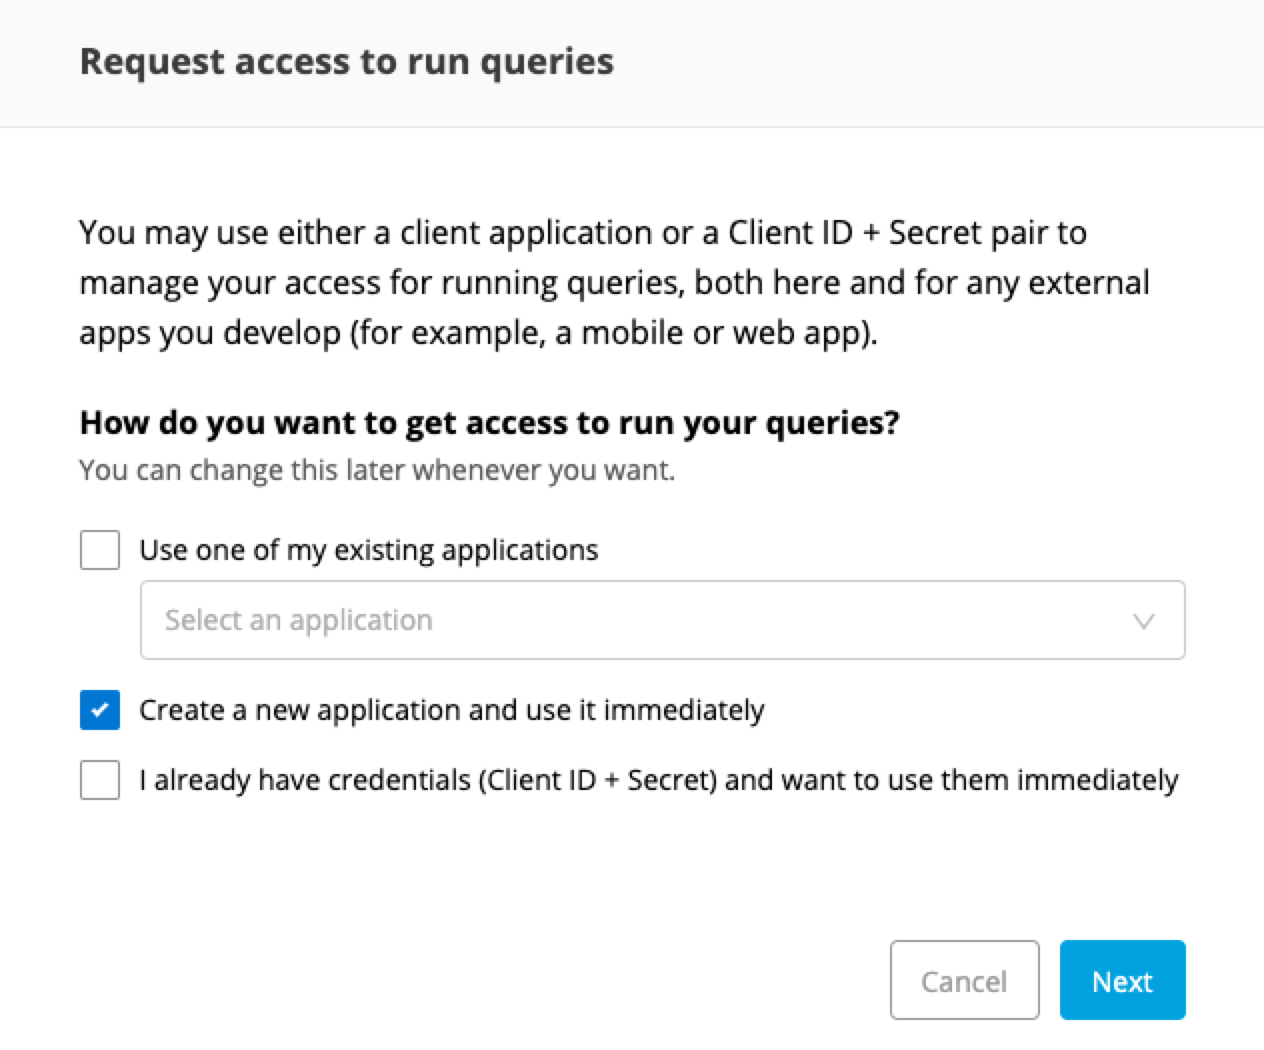 Request access to run queries
You may use either a client application or a Client ID + Secret pair to
manage your access for running queries, both here and for any external
apps you develop (for example, a mobile or web app).
How do you want to get access to run your queries?
You can change this later whenever you want.
Use one of my existing applications
Select an application
Create a new application and use it immediately
I already have credentials (Client ID + Secret) and want to use them immediately
Cancel
Next